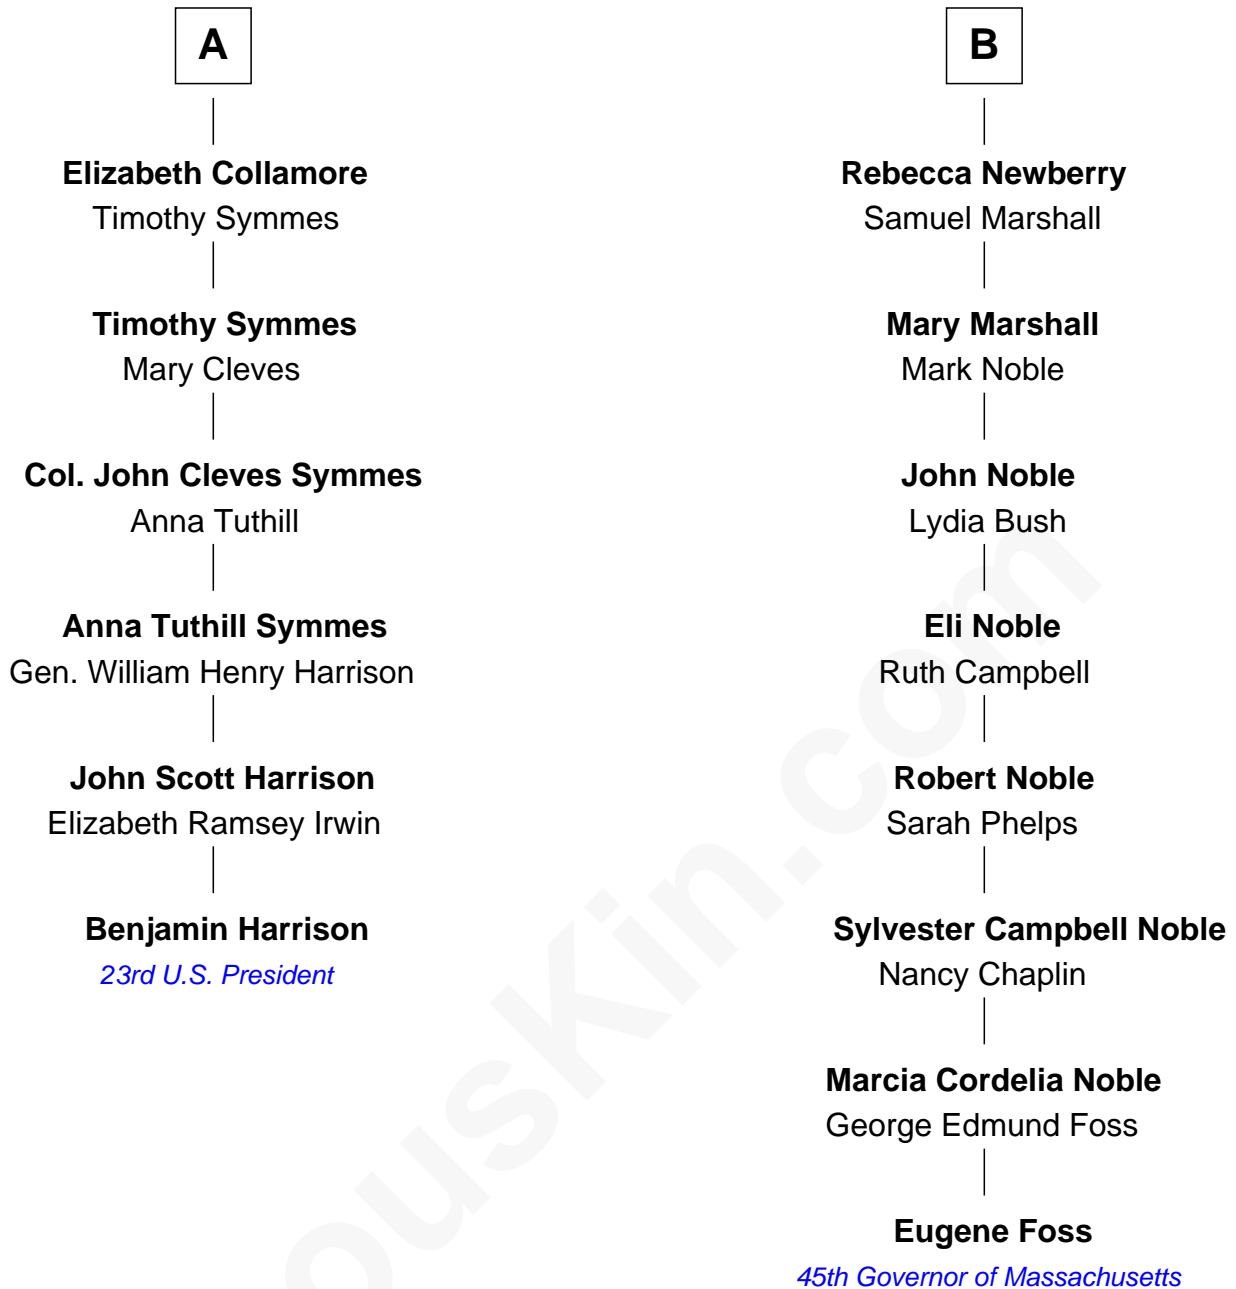 A
Elizabeth Collamore
Timothy Symmes
Timothy Symmes
Mary Cleves
Col. John Cleves Symmes
Anna Tuthill
Anna Tuthill Symmes
Gen. William Henry Harrison
John Scott Harrison
Elizabeth Ramsey Irwin
Benjamin Harrison
23rd U.S. President
B
Rebecca Newberry
Samuel Marshall
Mary Marshall
Mark Noble
John Noble
Lydia Bush
Eli Noble
Ruth Campbell
Robert Noble
Sarah Phelps
Sylvester Campbell Noble
Nancy Chaplin
Marcia Cordelia Noble
George Edmund Foss
Eugene Foss
45th Governor of Massachusetts
ousKin.com